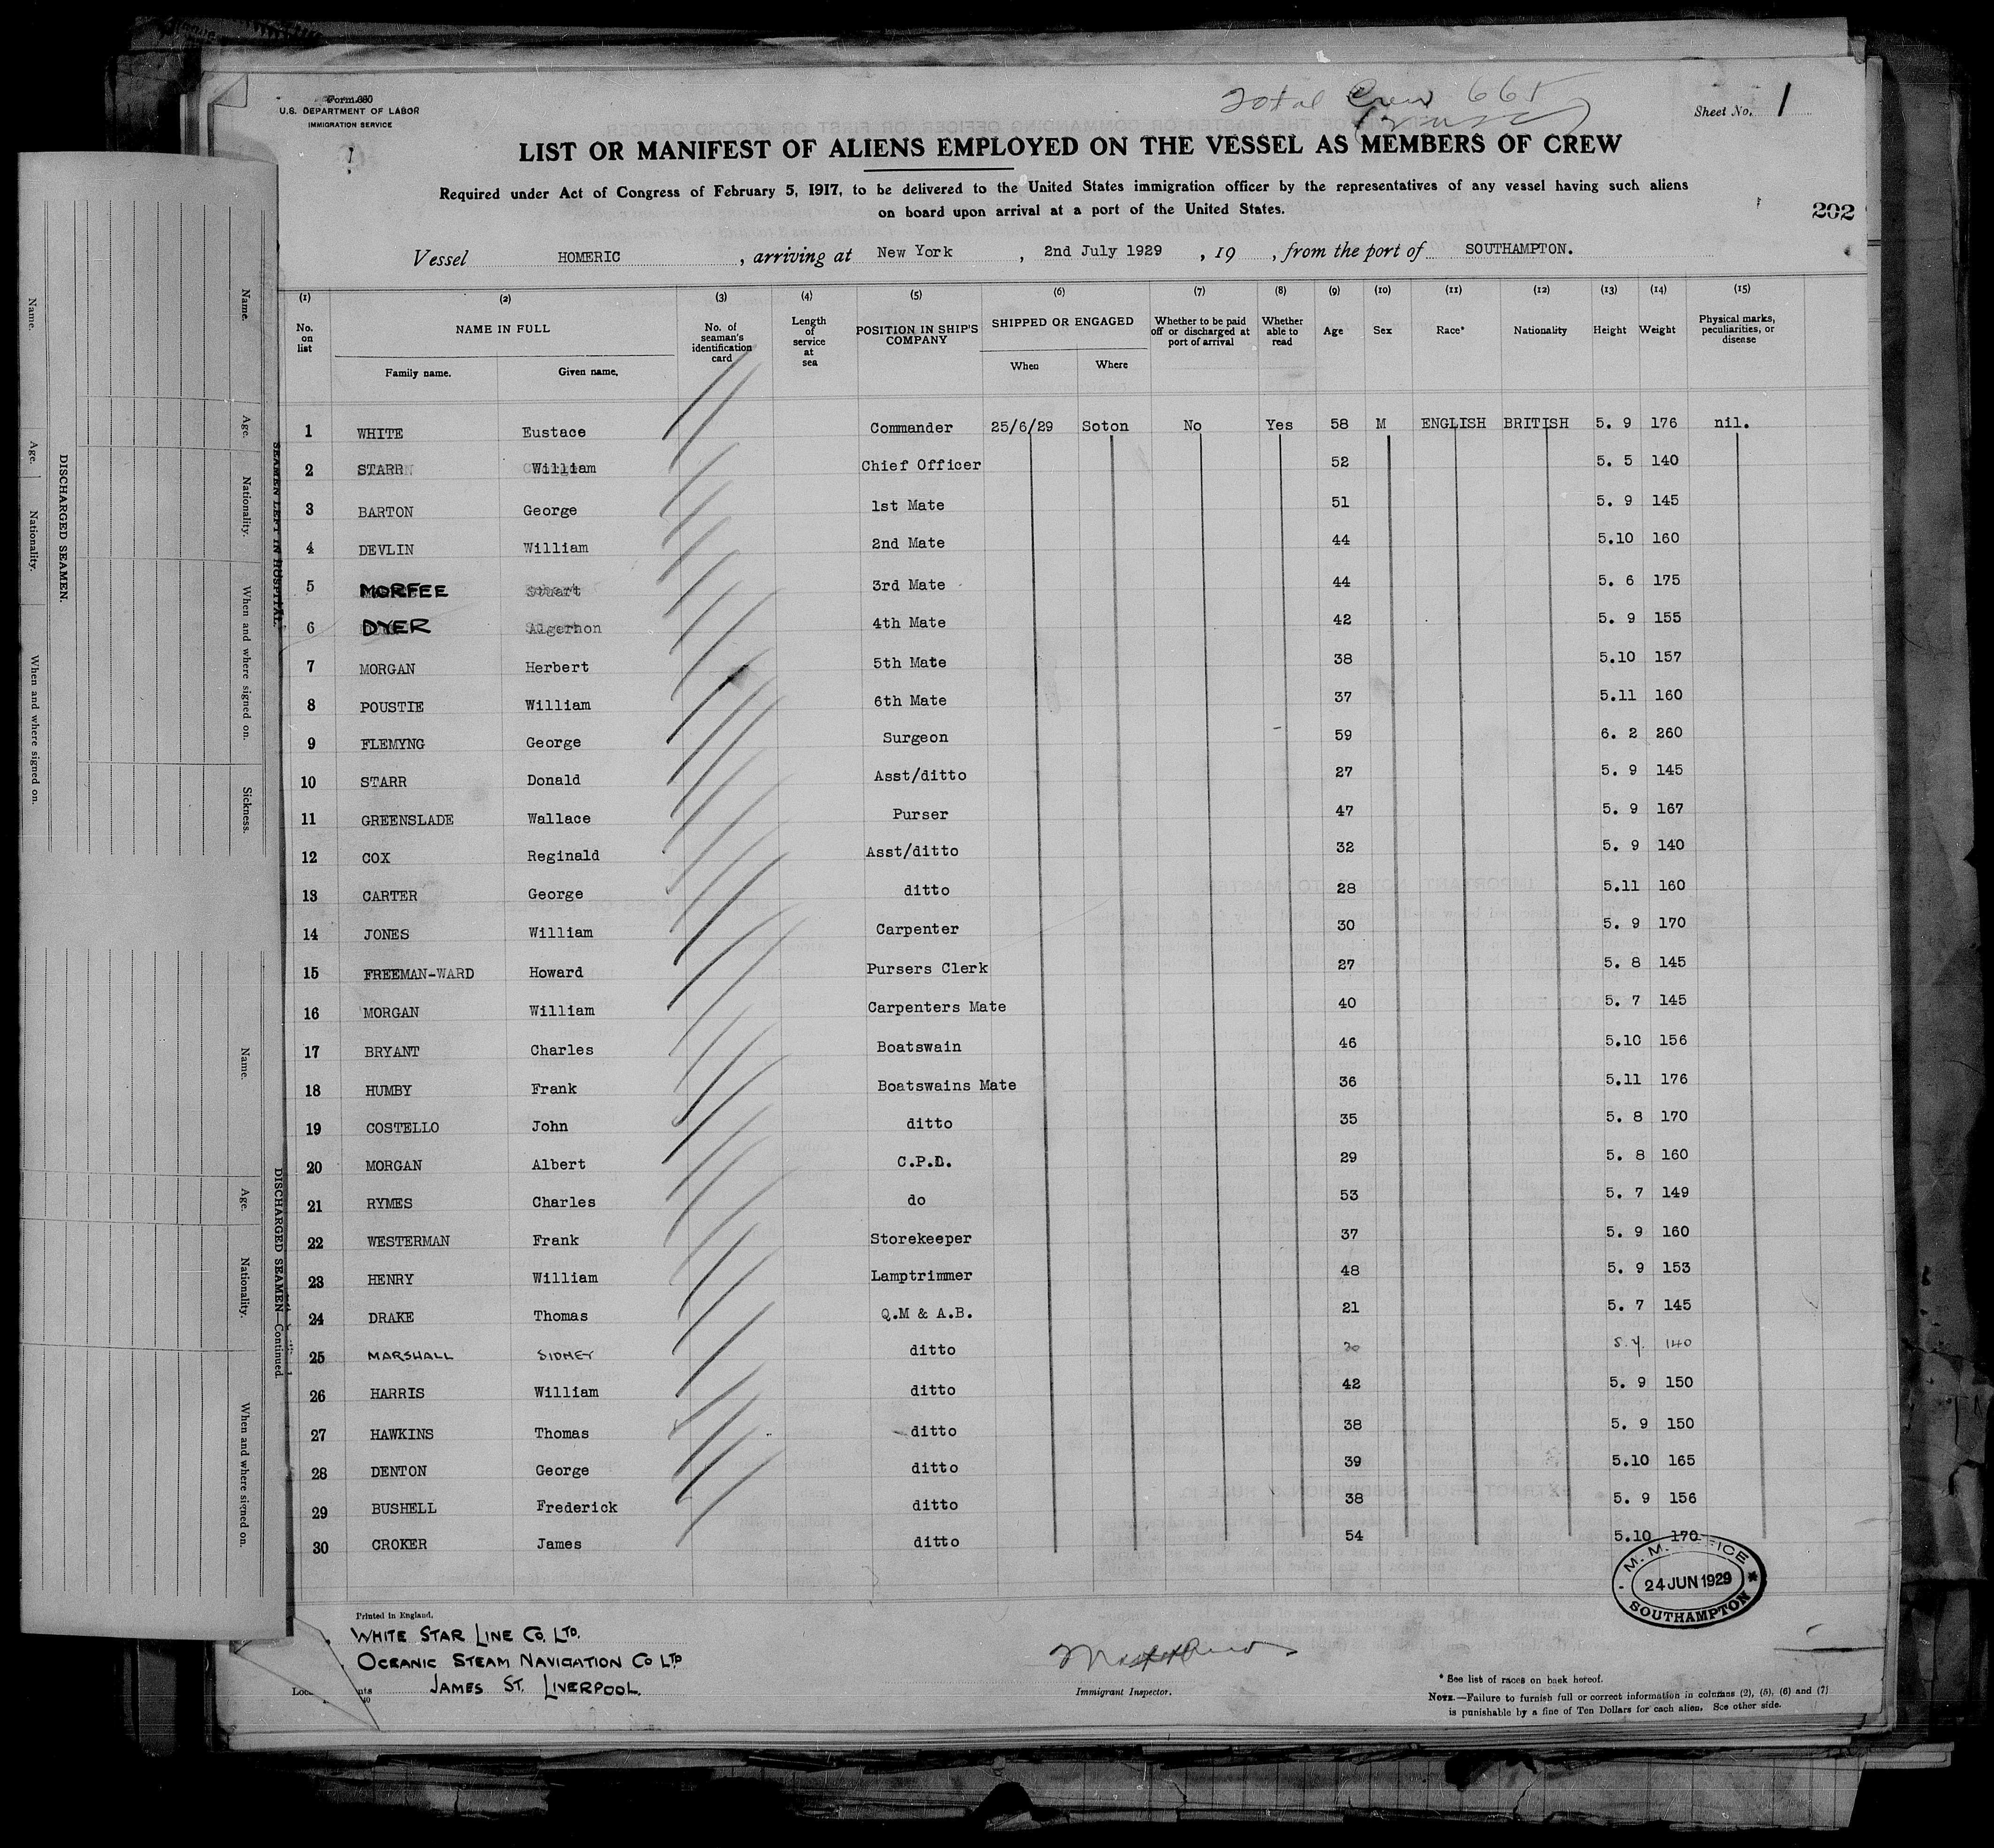 Form 680
U.S. DEPARTMENT OF LABOR
IMMIGRATION SERVICE
Total Crew 665
Sheet No. 1
LIST OR MANIFEST OF ALIENS EMPLOYED ON THE VESSEL AS MEMBERS OF CREW
Required under Act of Congress of February 5, 1917, to be delivered to the United States immigration officer by the representatives of any vessel having such aliens
on board upon arrival at a port of the United States.
202
Vessel HOMERIC, arriving at New York, 2nd July 1929, 19 , from the port of SOUTHAMPTON.
(1) (2) (3) (4) (5) (6) (7) (8) (9) (10) (11) (12) (13) (14) (15)
No. on list NAME IN FULL Family name. Given name. No. of seaman's identification card Length of service at sea POSITION IN SHIP'S COMPANY SHIPPED OR ENGAGED When Where Whether to be paid off or discharged at port of arrival Whether able to read Age Sex Race* Nationality Height Weight Physical marks, peculiarities, or disease
1 WHITE Eustace Commander 25/6/29 Soton No Yes 58 M ENGLISH BRITISH 5. 9 176 nil.
2 STARR William Chief Officer 52 5. 5 140
3 BARTON George 1st Mate 51 5. 9 145
4 DEVLIN William 2nd Mate 44 5.10 160
5 MORFEE Stuart 3rd Mate 44 5. 6 175
6 DYER Algernon 4th Mate 42 5. 9 155
7 MORGAN Herbert 5th Mate 38 5.10 157
8 POUSTIE William 6th Mate 37 5.11 160
9 FLEMYNG George Surgeon 59 6. 2 260
10 STARR Donald Asst/ditto 27 5. 9 145
11 GREENSLADE Wallace Purser 47 5. 9 167
12 COX Reginald Asst/ditto 32 5. 9 140
13 CARTER George ditto 28 5.11 160
14 JONES William Carpenter 30 5. 9 170
15 FREEMAN-WARD Howard Pursers Clerk 27 5. 8 145
16 MORGAN William Carpenters Mate 40 5. 7 145
17 BRYANT Charles Boatswain 46 5.10 156
18 HUMBY Frank Boatswains Mate 36 5.11 176
19 COSTELLO John ditto 35 5. 8 170
20 MORGAN Albert C.P.D. 29 5. 8 160
21 RYMES Charles do 53 5. 7 149
22 WESTERMAN Frank Storekeeper 37 5. 9 160
23 HENRY William Lamptrimmer 48 5. 9 153
24 DRAKE Thomas Q.M & A.B. 21 5. 7 145
25 MARSHALL SIDNEY ditto 5. 140
26 HARRIS William ditto 42 5. 9 150
27 HAWKINS Thomas ditto 38 5. 9 150
28 DENTON George ditto 39 5.10 165
29 BUSHELL Frederick ditto 38 5. 9 156
30 CROKER James ditto 54 5.10 170
M. M. OFFICE
24 JUN 1929
SOUTHAMPTON
Printed in England.
WHITE STAR LINE CO. LTD.
OCEANIC STEAM NAVIGATION CO LTD
JAMES ST. LIVERPOOL.
Immigrant Inspector.
* See list of races on back hereof.
NOTE.—Failure to furnish full or correct information in columns (2), (5), (6) and (7)
is punishable by a fine of Ten Dollars for each alien. See other side.
SEAMEN LEFT IN HOSPITAL.
Name. Age. Nationality. When and where signed on. Sickness.
DISCHARGED SEAMEN.
Name. Age. Nationality. When and where signed on.
DISCHARGED SEAMEN—Continued.
Name. Age. Nationality. When and where signed on.